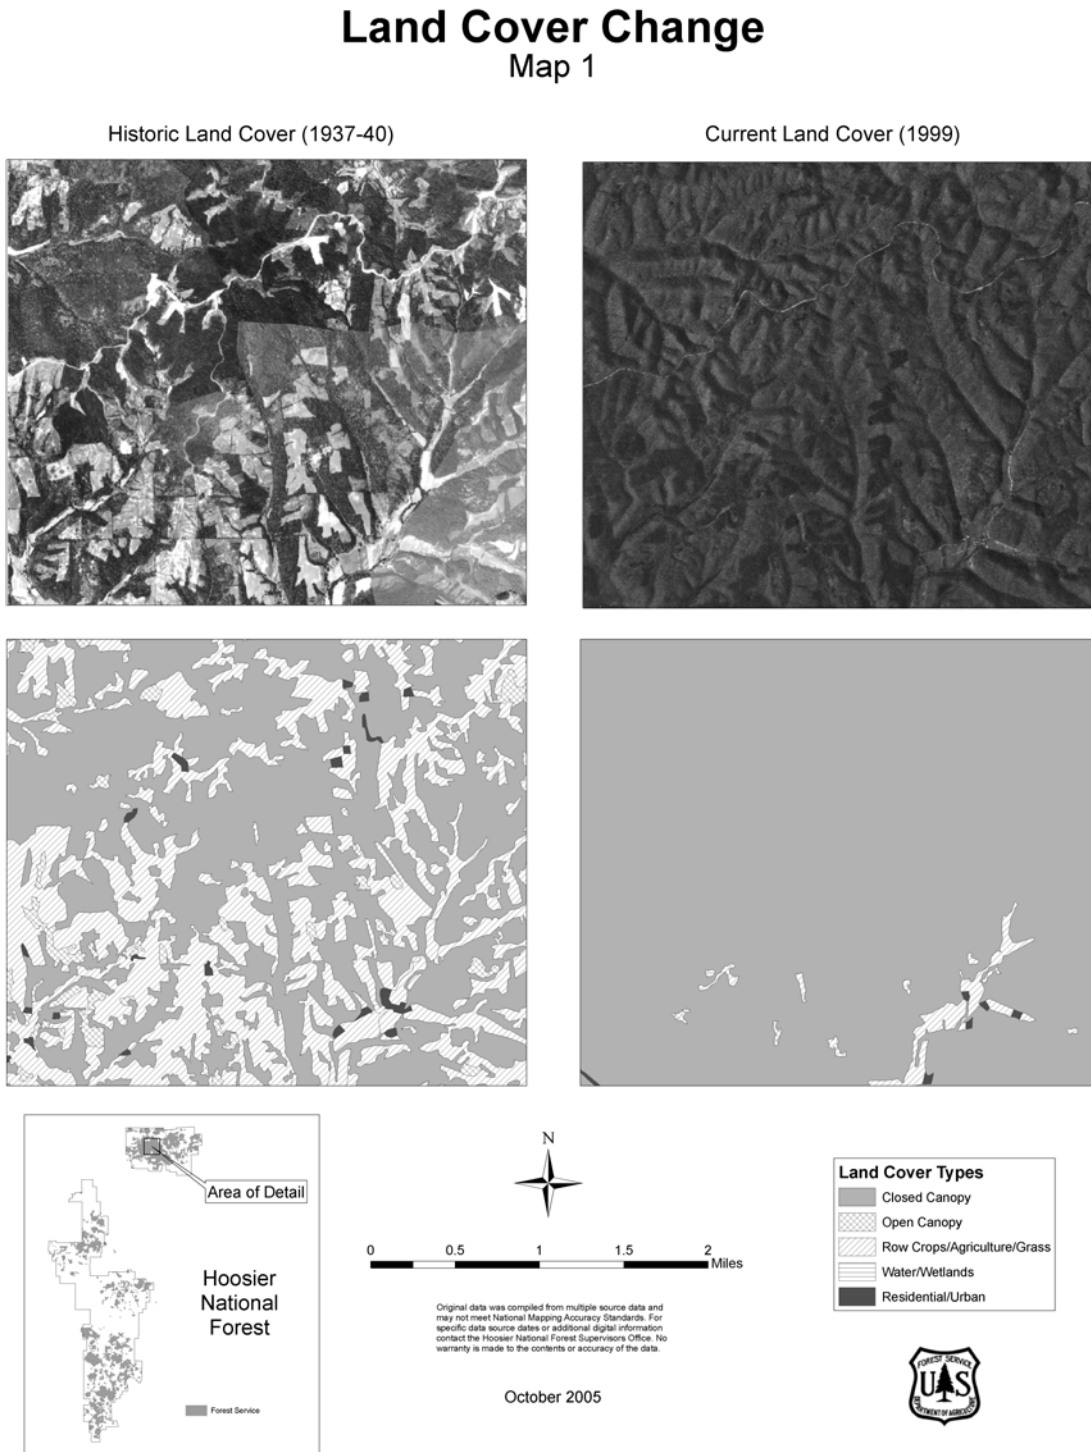 Land Cover Change
Map 1
Historic Land Cover (1937-40)
Current Land Cover (1999)
Area of Detail
Hoosier
National
Forest
Forest Service
N
0 0.5 1 1.5 2
Miles
Original data was compiled from multiple source data and
may not meet National Mapping Accuracy Standards. For
specific data source dates or additional digital information
contact the Hoosier National Forest Supervisors Office. No
warranty is made to the contents or accuracy of the data.
October 2005
Land Cover Types
Closed Canopy
Open Canopy
Row Crops/Agriculture/Grass
Water/Wetlands
Residential/Urban
FOREST SERVICE
U S
DEPARTMENT OF AGRICULTURE